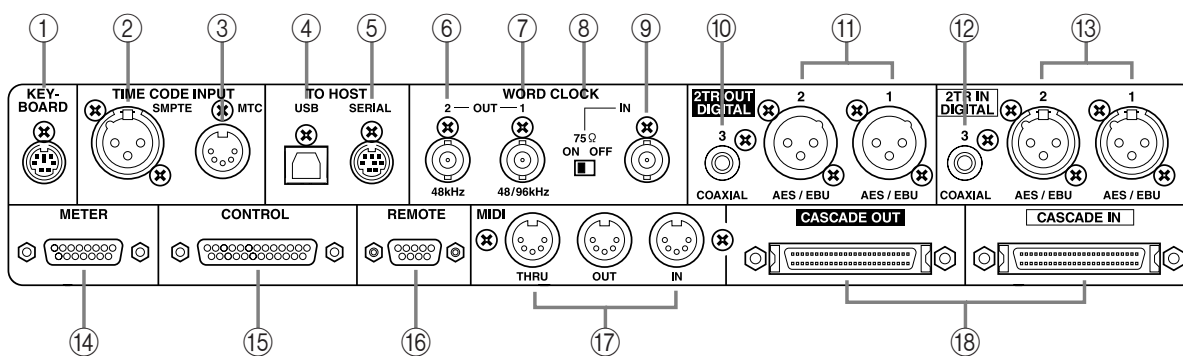 ① ② ③ ④ ⑤ ⑥ ⑦ ⑧ ⑨ ⑩ ⑪ ⑫ ⑬
KEY-
BOARD
TIME CODE INPUT
SMPTE
MTC
TO HOST
USB
SERIAL
WORD CLOCK
2 OUT 1
IN
75Ω
ON OFF
48kHz
48/96kHz
2TR OUT
DIGITAL
3
COAXIAL
2
AES / EBU
1
AES / EBU
2TR IN
DIGITAL
3
COAXIAL
2
AES / EBU
1
AES / EBU
METER
CONTROL
REMOTE
MIDI
THRU
OUT
IN
CASCADE OUT
CASCADE IN
⑭ ⑮ ⑯ ⑰ ⑱